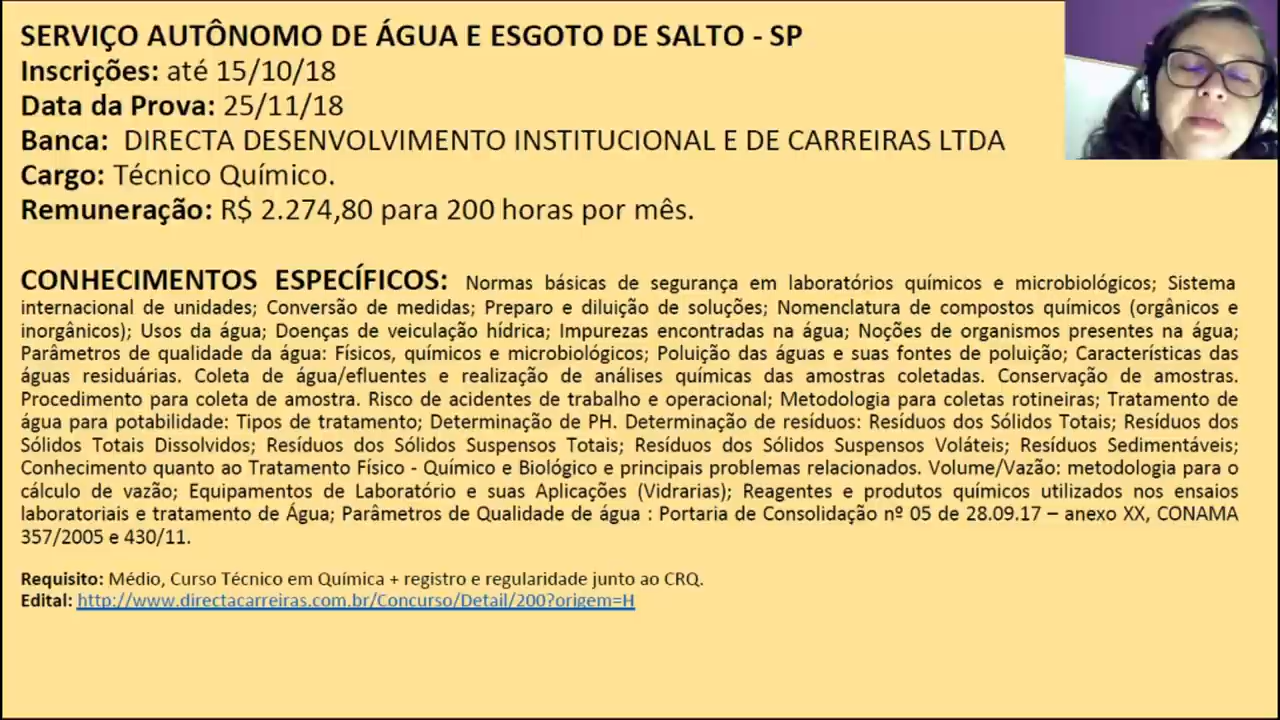 SERVIÇO AUTÔNOMO DE ÁGUA E ESGOTO DE SALTO - SP
Inscrições: até 15/10/18
Data da Prova: 25/11/18
Banca: DIRECTA DESENVOLVIMENTO INSTITUCIONAL E DE CARREIRAS LTDA
Cargo: Técnico Químico.
Remuneração: R$ 2.274,80 para 200 horas por mês.
CONHECIMENTOS ESPECÍFICOS: Normas básicas de segurança em laboratórios químicos e microbiológicos; Sistema
internacional de unidades; Conversão de medidas; Preparo e diluição de soluções; Nomenclatura de compostos químicos (orgânicos e
inorgânicos); Usos da água; Doenças de veiculação hídrica; Impurezas encontradas na água; Noções de organismos presentes na água;
Parâmetros de qualidade da água: Físicos, químicos e microbiológicos; Poluição das águas e suas fontes de poluição; Características das
águas residuárias. Coleta de água/efluentes e realização de análises químicas das amostras coletadas. Conservação de amostras.
Procedimento para coleta de amostra. Risco de acidentes de trabalho e operacional; Metodologia para coletas rotineiras; Tratamento de
água para potabilidade: Tipos de tratamento; Determinação de PH. Determinação de resíduos: Resíduos dos Sólidos Totais; Resíduos dos
Sólidos Totais Dissolvidos; Resíduos dos Sólidos Suspensos Totais; Resíduos dos Sólidos Suspensos Voláteis; Resíduos Sedimentáveis;
Conhecimento quanto ao Tratamento Físico - Químico e Biológico e principais problemas relacionados. Volume/Vazão: metodologia para o
cálculo de vazão; Equipamentos de Laboratório e suas Aplicações (Vidrarias); Reagentes e produtos químicos utilizados nos ensaios
laboratoriais e tratamento de Água; Parâmetros de Qualidade de água : Portaria de Consolidação nº 05 de 28.09.17 – anexo XX, CONAMA
357/2005 e 430/11.
Requisito: Médio, Curso Técnico em Química + registro e regularidade junto ao CRQ.
Edital: http://www.directacarreiras.com.br/Concurso/Detail/200?origem=H